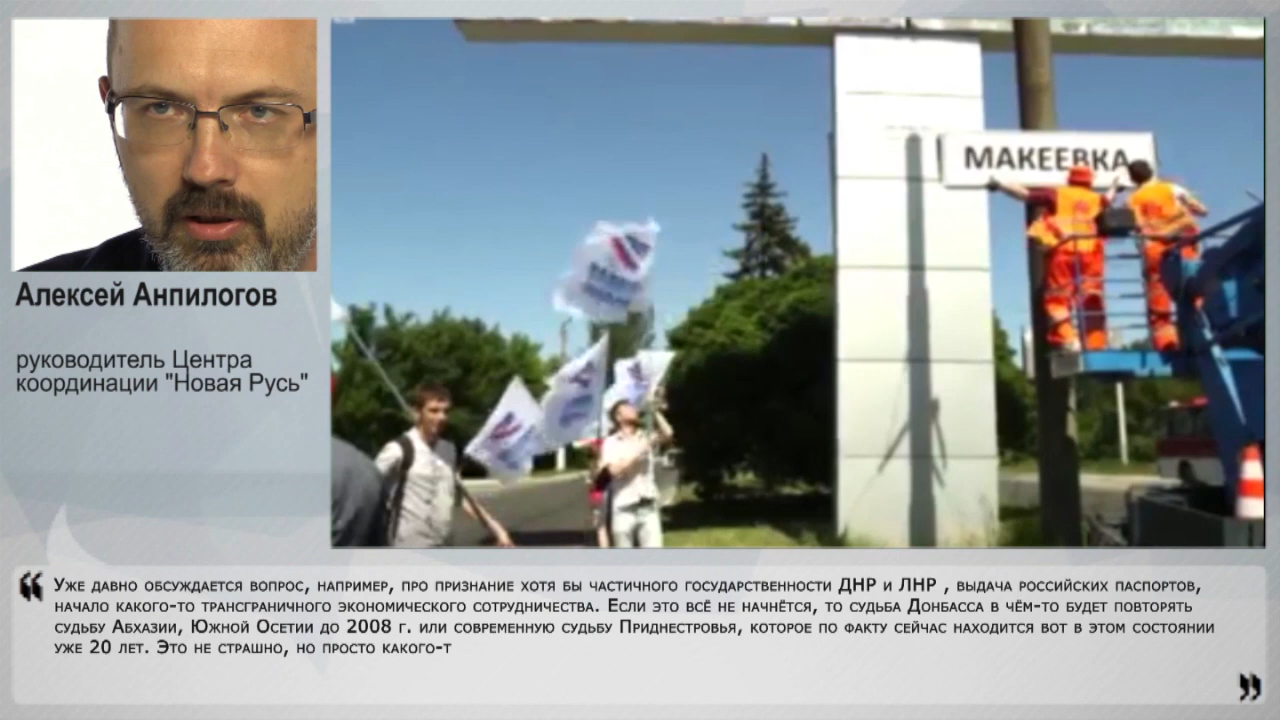 МАКЕЕВКА
Алексей Анпилогов
руководитель Центра
координации "Новая Русь"
Уже давно обсуждается вопрос, например, про признание хотя бы частичного государственности ДНР и ЛНР , выдача российских паспортов,
начало какого-то трансграничного экономического сотрудничества. Если это всё не начнётся, то судьба Донбасса в чём-то будет повторять
судьбу Абхазии, Южной Осетии до 2008 г. или современную судьбу Приднестровья, которое по факту сейчас находится вот в этом состоянии
уже 20 лет. Это не страшно, но просто какого-т